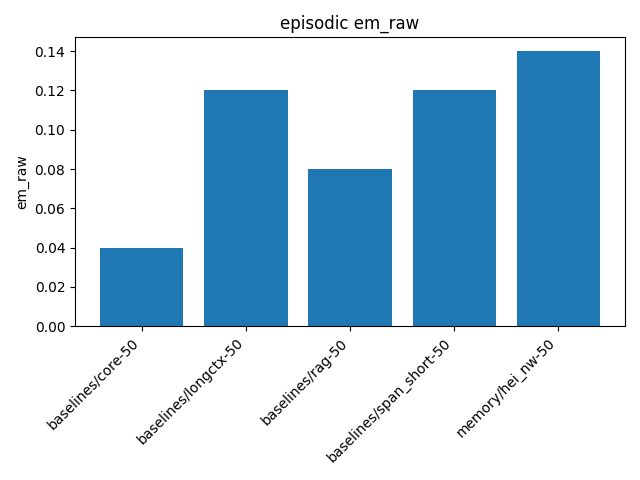 episodic em_raw
em_raw
0.14
0.12
0.10
0.08
0.06
0.04
0.02
0.00
baselines/core-50
baselines/longctx-50
baselines/rag-50
baselines/span_short-50
memory/hei_nw-50